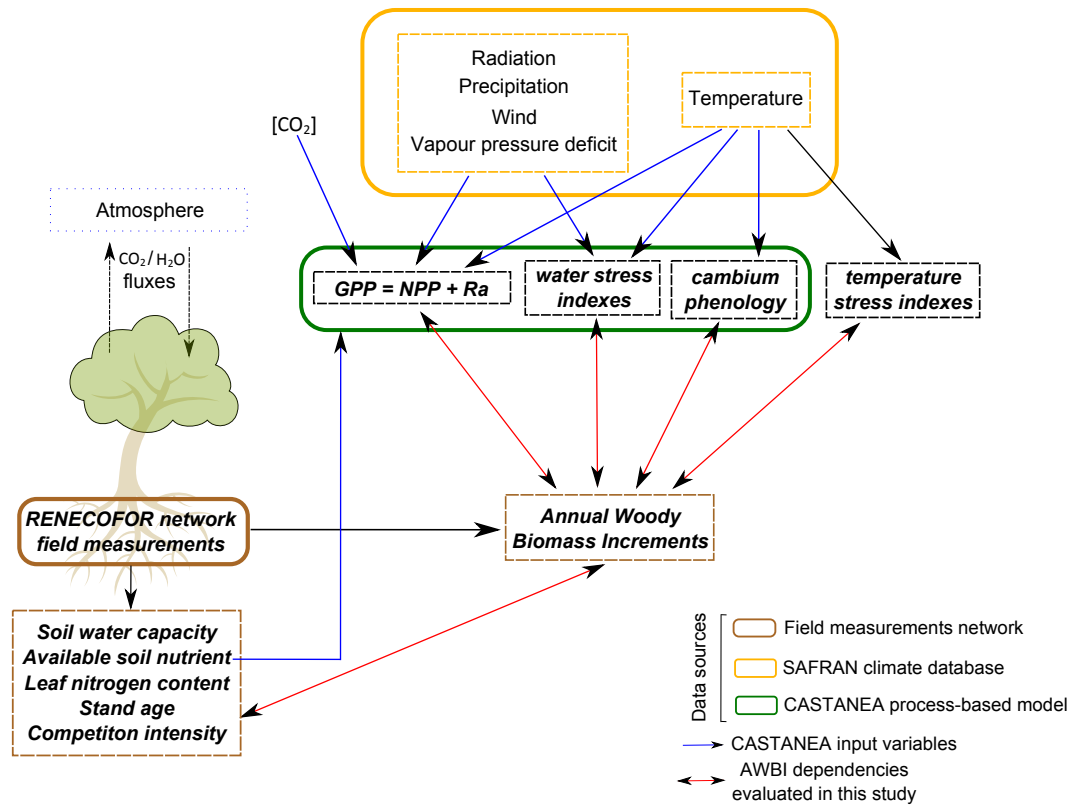 Radiation
Precipitation
Wind
Vapour pressure deficit
Temperature
[CO₂]
Atmosphere
CO₂ / H₂O
fluxes
GPP = NPP + Ra
water stress
indexes
cambium
phenology
temperature
stress indexes
RENECOFOR network
field measurements
Annual Woody
Biomass Increments
Soil water capacity
Available soil nutrient
Leaf nitrogen content
Stand age
Competiton intensity
Data sources
Field measurements network
SAFRAN climate database
CASTANEA process-based model
CASTANEA input variables
AWBI dependencies
evaluated in this study